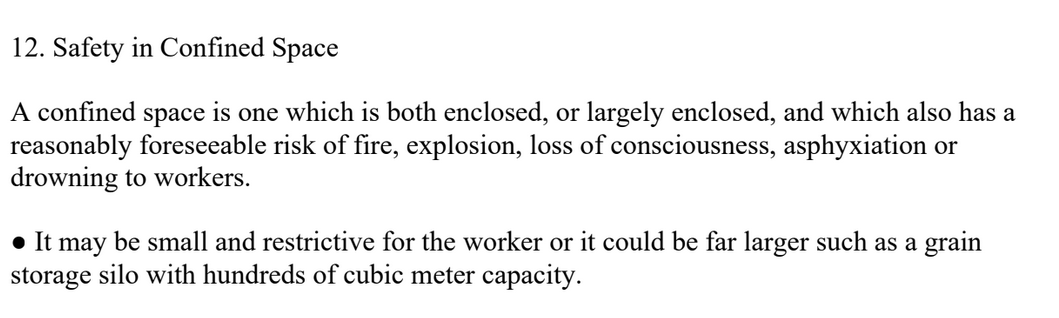 12. Safety in Confined Space
A confined space is one which is both enclosed, or largely enclosed, and which also has a
reasonably foreseeable risk of fire, explosion, loss of consciousness, asphyxiation or
drowning to workers.
● It may be small and restrictive for the worker or it could be far larger such as a grain
storage silo with hundreds of cubic meter capacity.